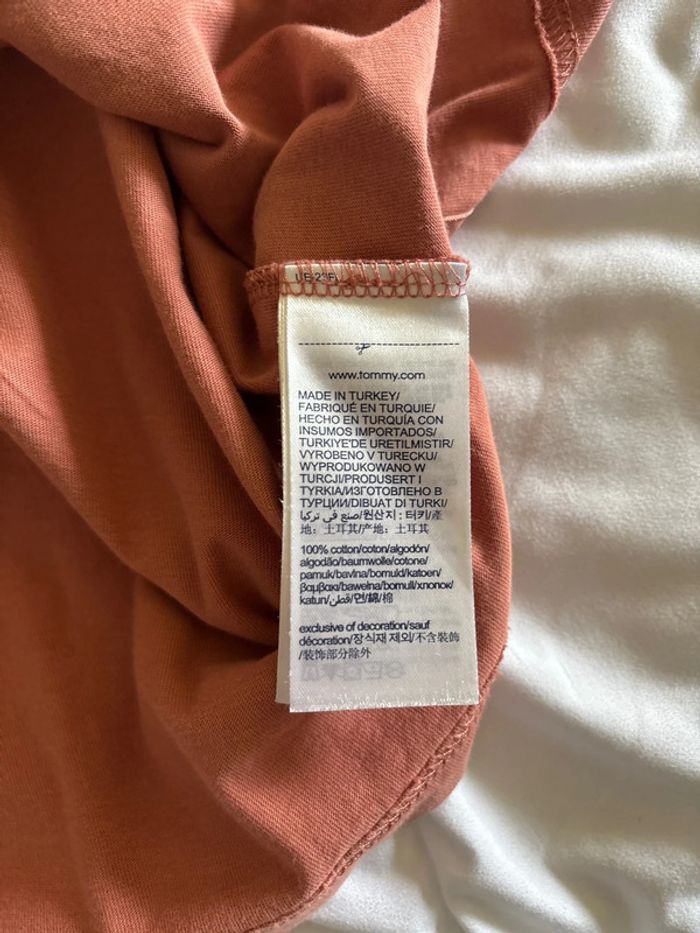 www.tommy.com
MADE IN TURKEY/
FABRIQUÉ EN TURQUIE/
HECHO EN TURQUÍA CON
INSUMOS IMPORTADOS/
TURKIYE'DE URETILMISTIR/
VYROBENO V TURECKU/
WYPRODUKOWANO W
TURCJI/PRODUSERT I
TYRKIA/ИЗГОТОВЛЕНО В
ТУРЦИИ/DIBUAT DI TURKI/
صنع في تركيا/원산지 : 터키/產
地：土耳其/产地：土耳其
100% cotton/coton/algodón/
algodão/baumwolle/cotone/
pamuk/bavlna/bomuld/katoen/
βαμβακι/bawełna/bomull/хлопок/
katun/قطن/면/綿/棉
exclusive of decoration/sauf
décoration/장식재 제외/不含裝飾
/装饰部分除外